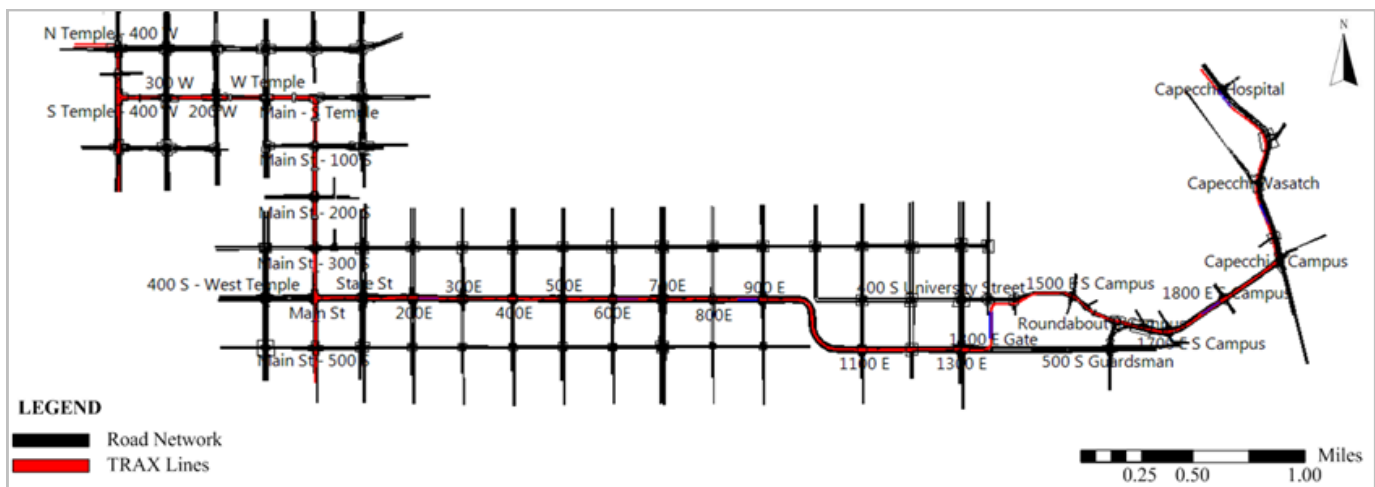 N
N Temple - 400 W
300 W
W Temple
S Temple - 400 W
200 W
Main - S Temple
Capecchi Hospital
Main St - 100 S
Capecchi Wasatch
Main St - 200 S
Main St - 300 S
Capecchi S Campus
400 S - West Temple
State St
300E
500E
700E
900 E
400 S University Street
1500 E S Campus
1800 E S Campus
Main St
200E
400E
600E
800E
Roundabout
1300 E Gate
1700 E S Campus
Main St - 500 S
1100 E
1300 E
500 S Guardsman
LEGEND
Road Network
TRAX Lines
Miles
0.25
0.50
1.00